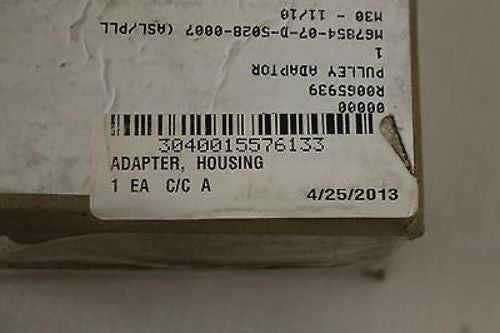 3040015576133
ADAPTER, HOUSING
1 EA C/C A
4/25/2013
00000
R0065939
PULLEY ADAPTOR
1
M67854-07-D-5028-0007 (ASL/PLL
M30 - 11/10